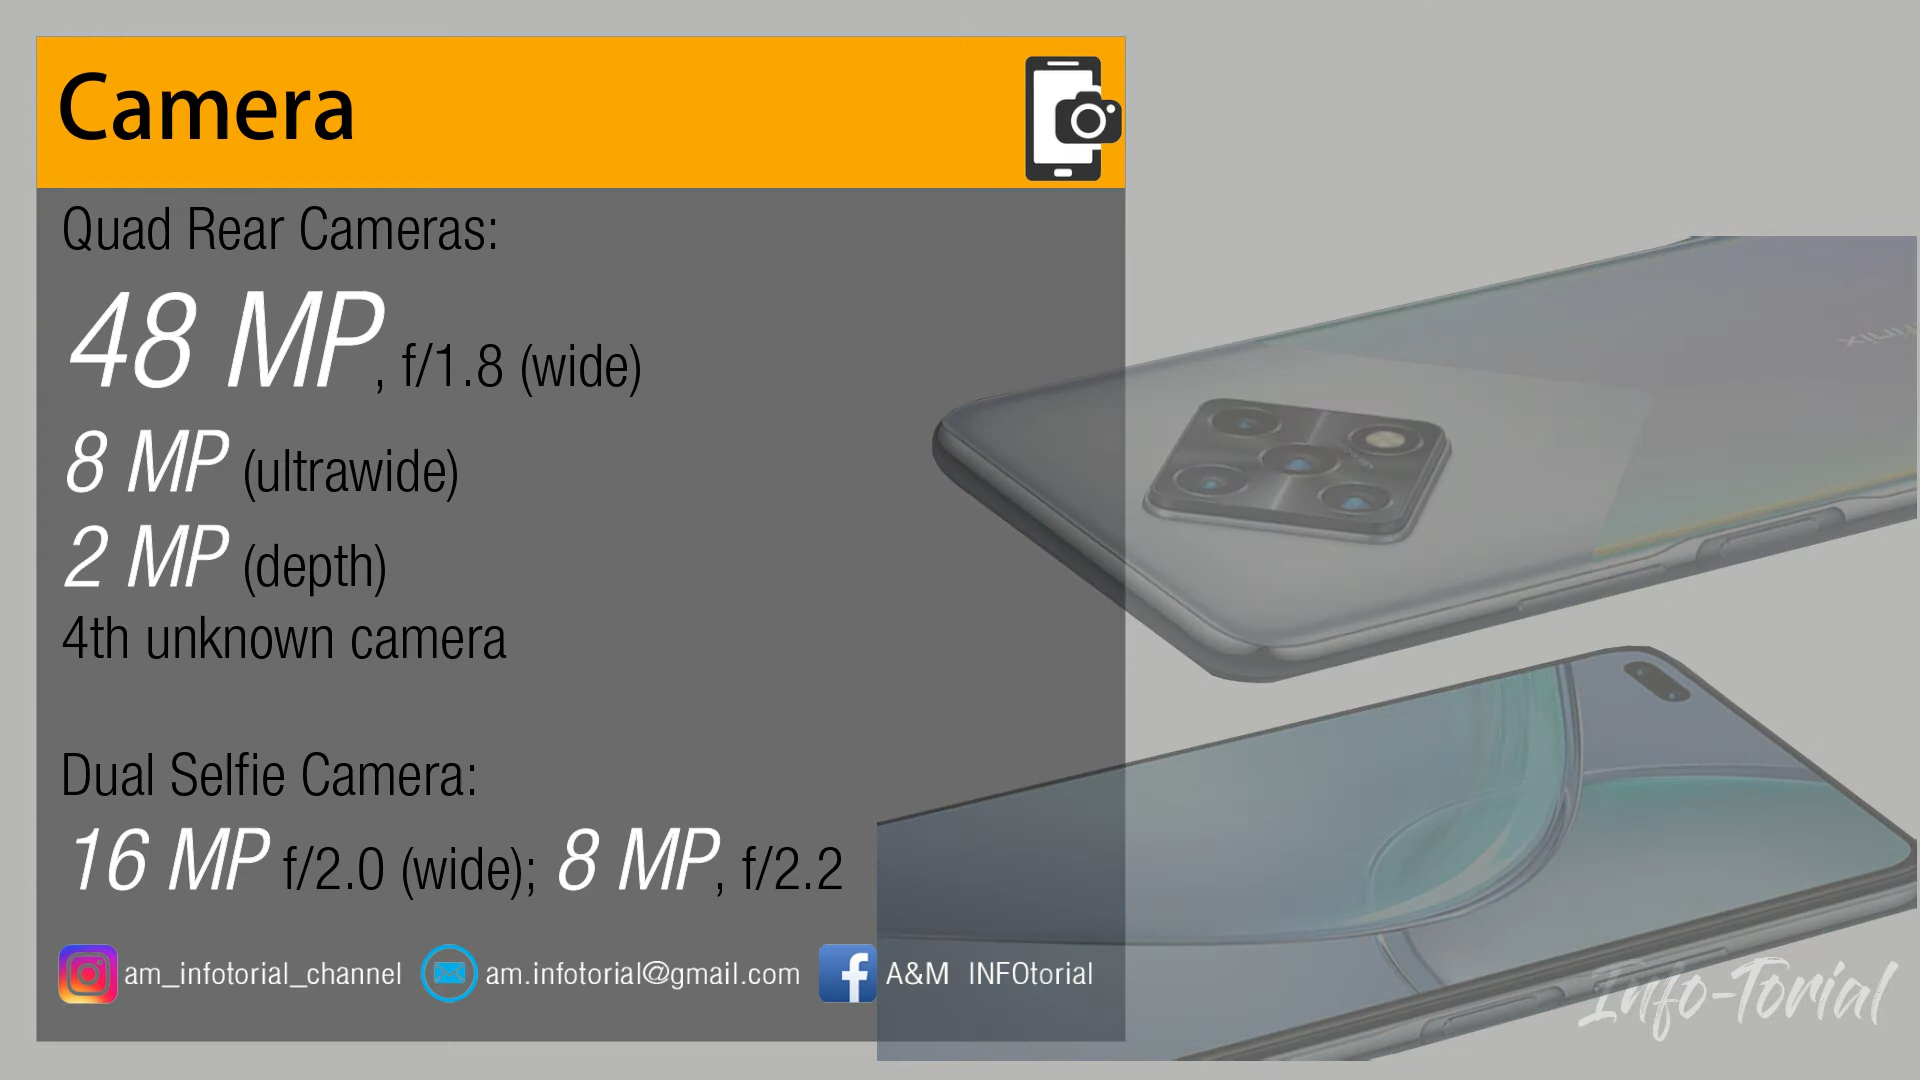 Camera
Quad Rear Cameras:
48 MP, f/1.8 (wide)
8 MP (ultrawide)
2 MP (depth)
4th unknown camera
Dual Selfie Camera:
16 MP f/2.0 (wide); 8 MP, f/2.2
am_infotorial_channel am.infotorial@gmail.com A&M INFOtorial
Info-Torial